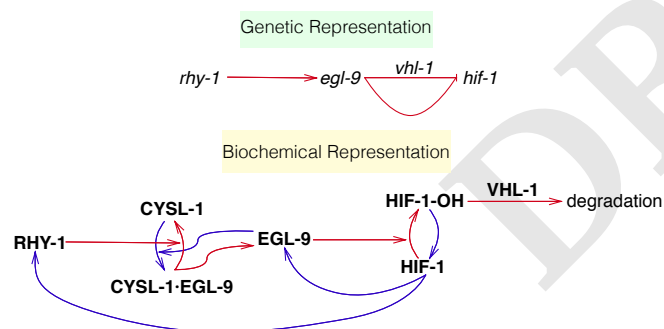 Genetic Representation
rhy-1 egl-9 vhl-1 hif-1
Biochemical Representation
HIF-1-OH VHL-1 degradation
CYSL-1
RHY-1 EGL-9
HIF-1
CYSL-1·EGL-9